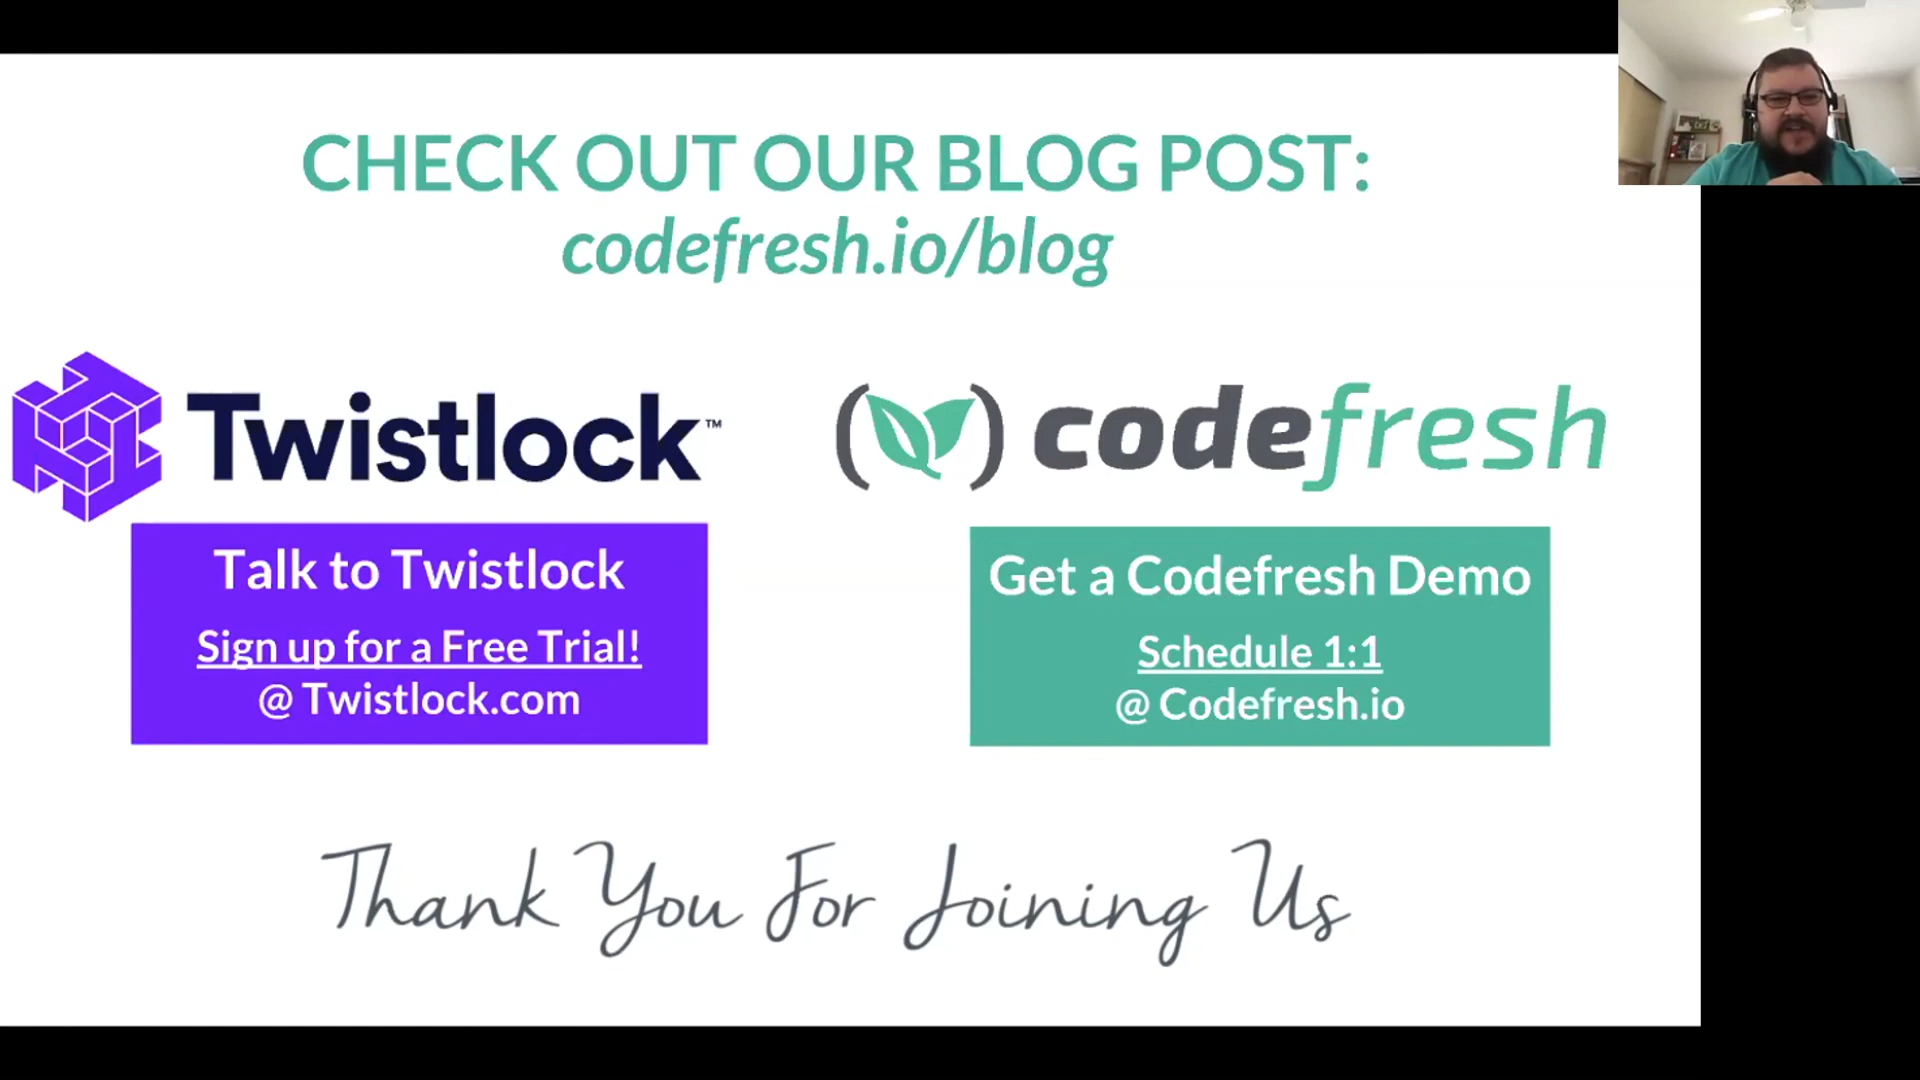 CHECK OUT OUR BLOG POST:
codefresh.io/blog
Twistlock™
codefresh
Talk to Twistlock
Sign up for a Free Trial!
@ Twistlock.com
Get a Codefresh Demo
Schedule 1:1
@ Codefresh.io
Thank You For Joining Us